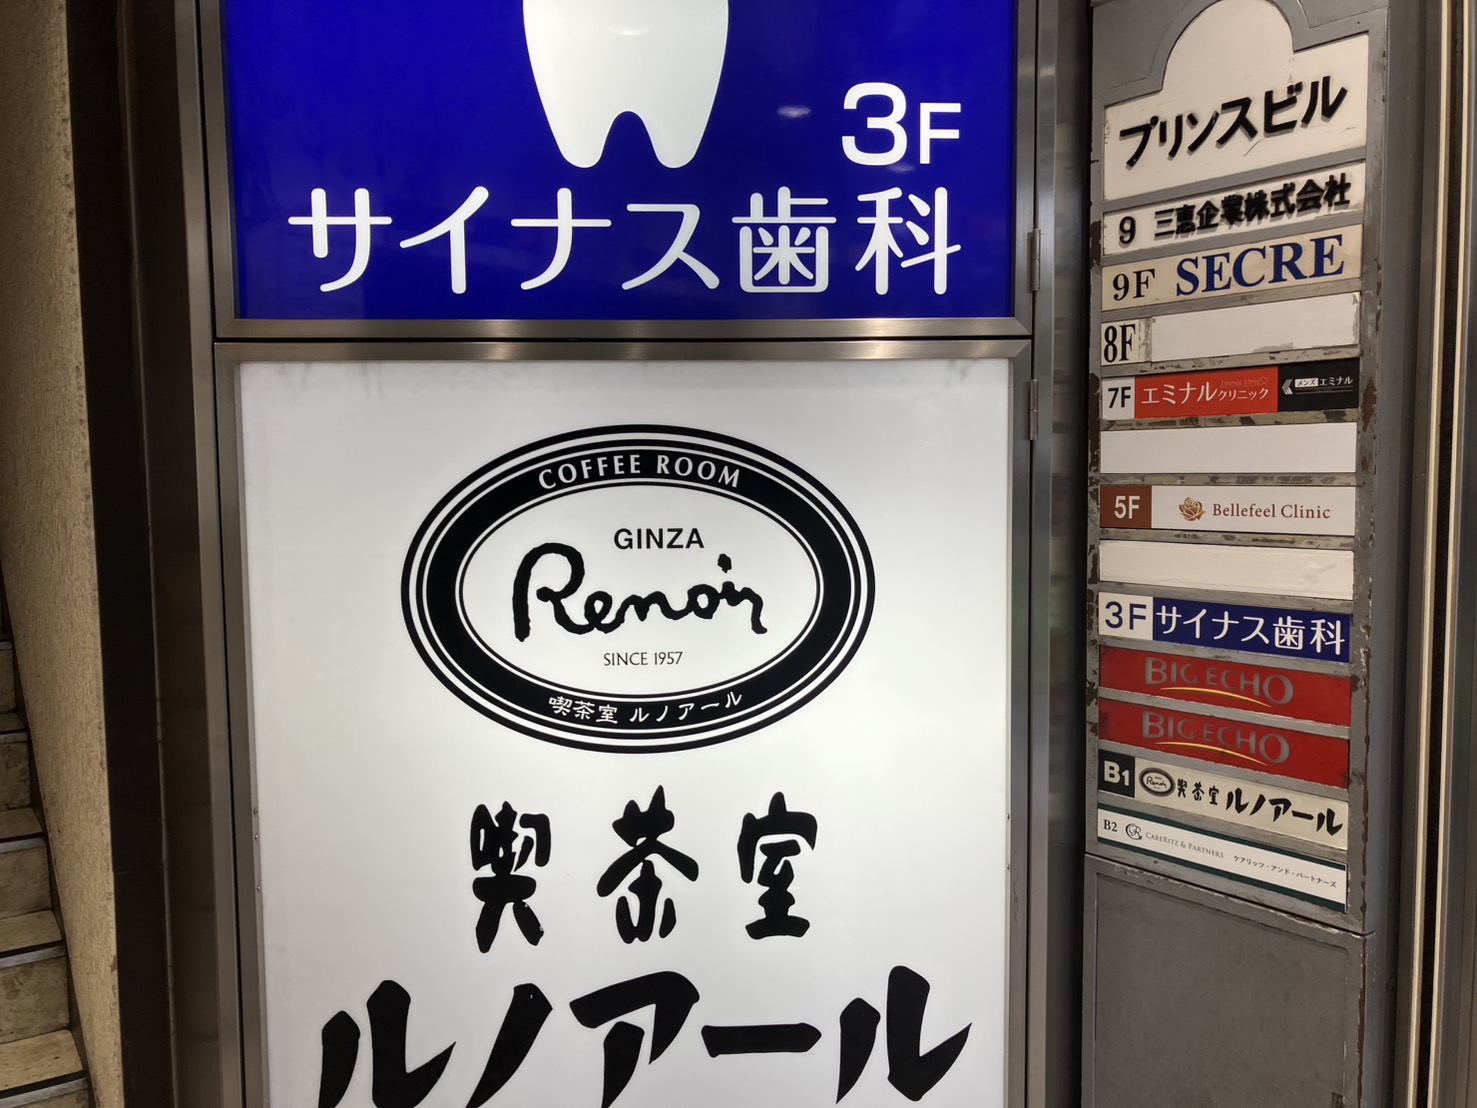 3F
サイナス歯科
COFFEE ROOM
GINZA
Renoir
SINCE 1957
喫茶室 ルノアール
喫茶室
ルノアール
プリンスビル
9 三恵企業株式会社
9F SECRE
8F
7F エミナルクリニック メンズエミナル
5F Bellefeel Clinic
3F サイナス歯科
BIG ECHO
BIG ECHO
B1 Renoir 喫茶室 ルノアール
B2 CARERITZ & PARTNERS ケアリッツ・アンド・パートナーズ